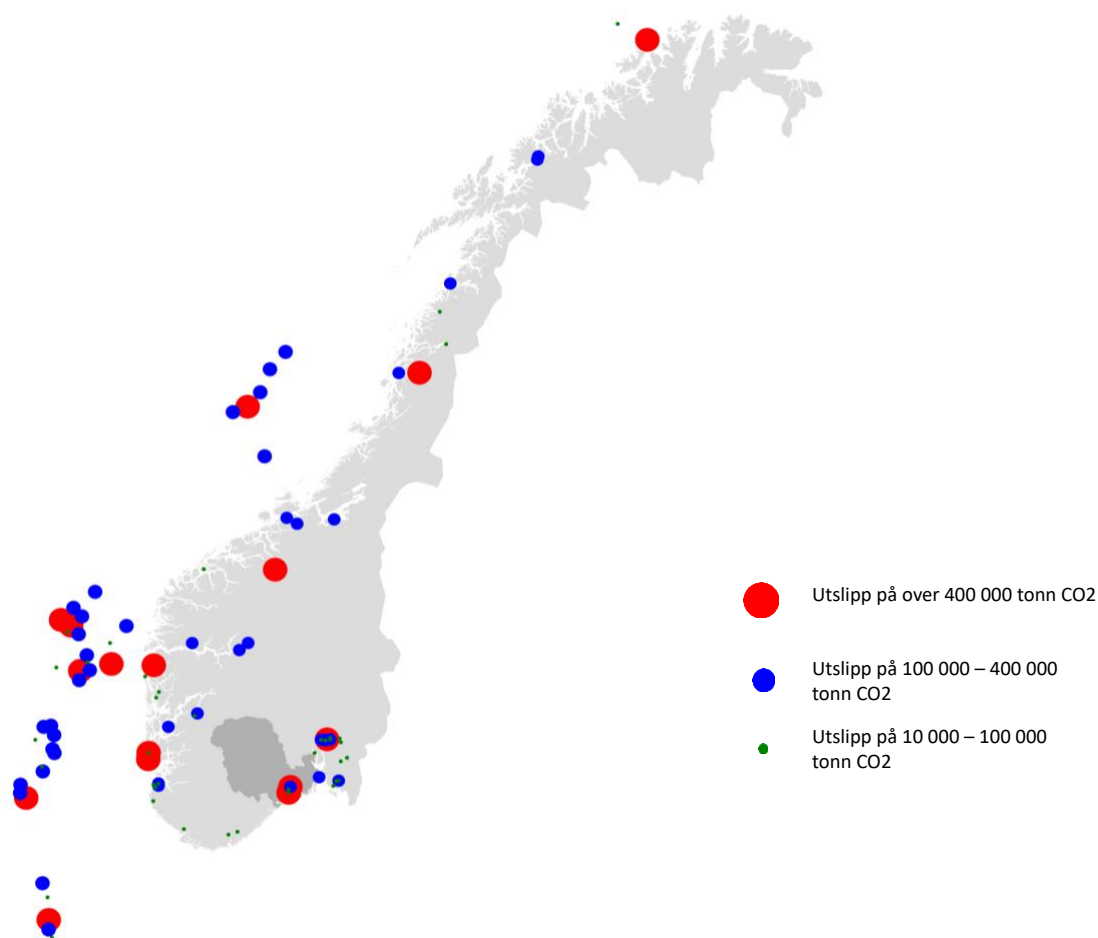 Utslipp på over 400 000 tonn CO2
Utslipp på 100 000 – 400 000
tonn CO2
Utslipp på 10 000 – 100 000
tonn CO2